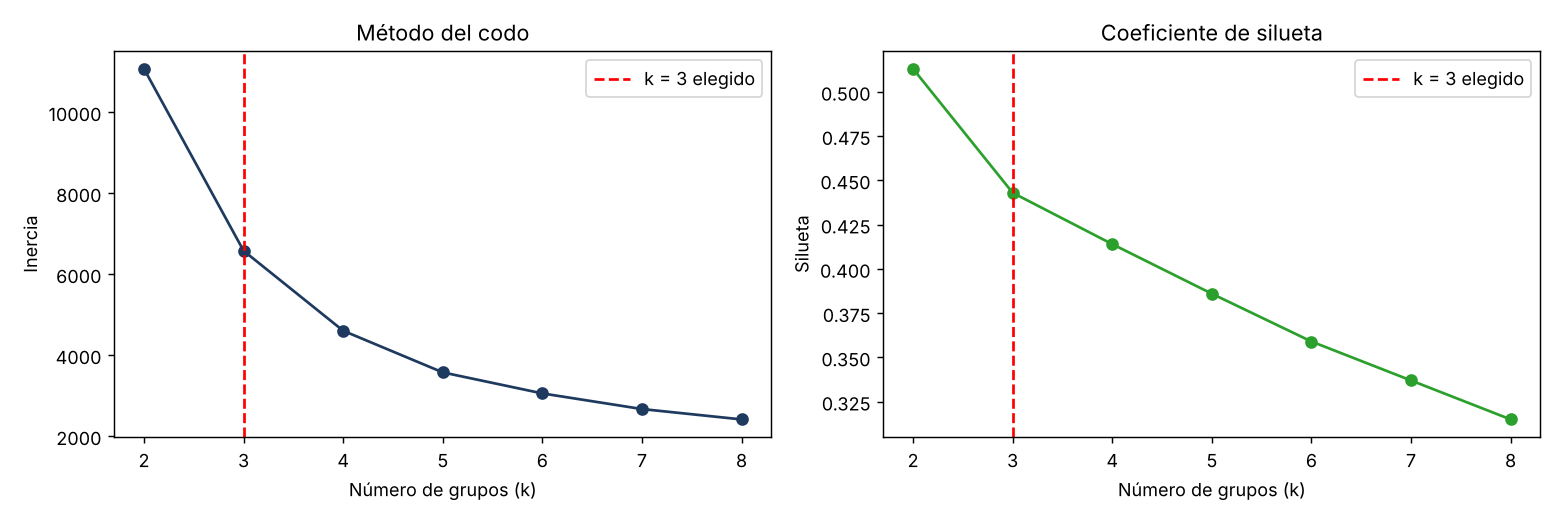 Método del codo
k = 3 elegido
Inercia
10000
8000
6000
4000
2000
2 3 4 5 6 7 8
Número de grupos (k)
Coeficiente de silueta
k = 3 elegido
Silueta
0.500
0.475
0.450
0.425
0.400
0.375
0.350
0.325
2 3 4 5 6 7 8
Número de grupos (k)